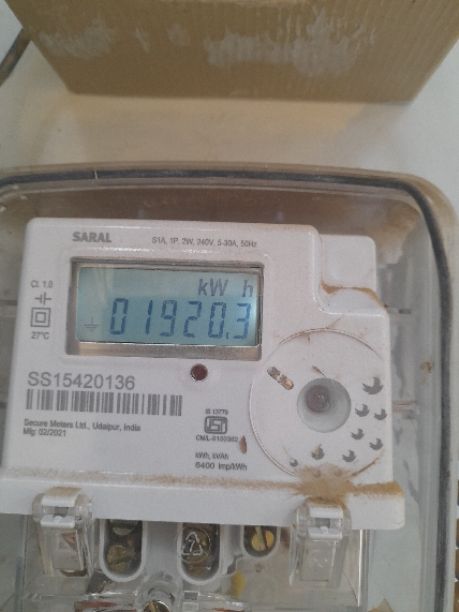 SARAL S1A, 1P, 2W, 240V, 5-30A, 50Hz
kW h
01920.3
Cl. 1.0
27°C
SS15420136
Secure Meters Ltd., Udaipur, India
Mfg: 02/2021
IS 13779
ISI
kWh, kVAh
6400 imp/kWh